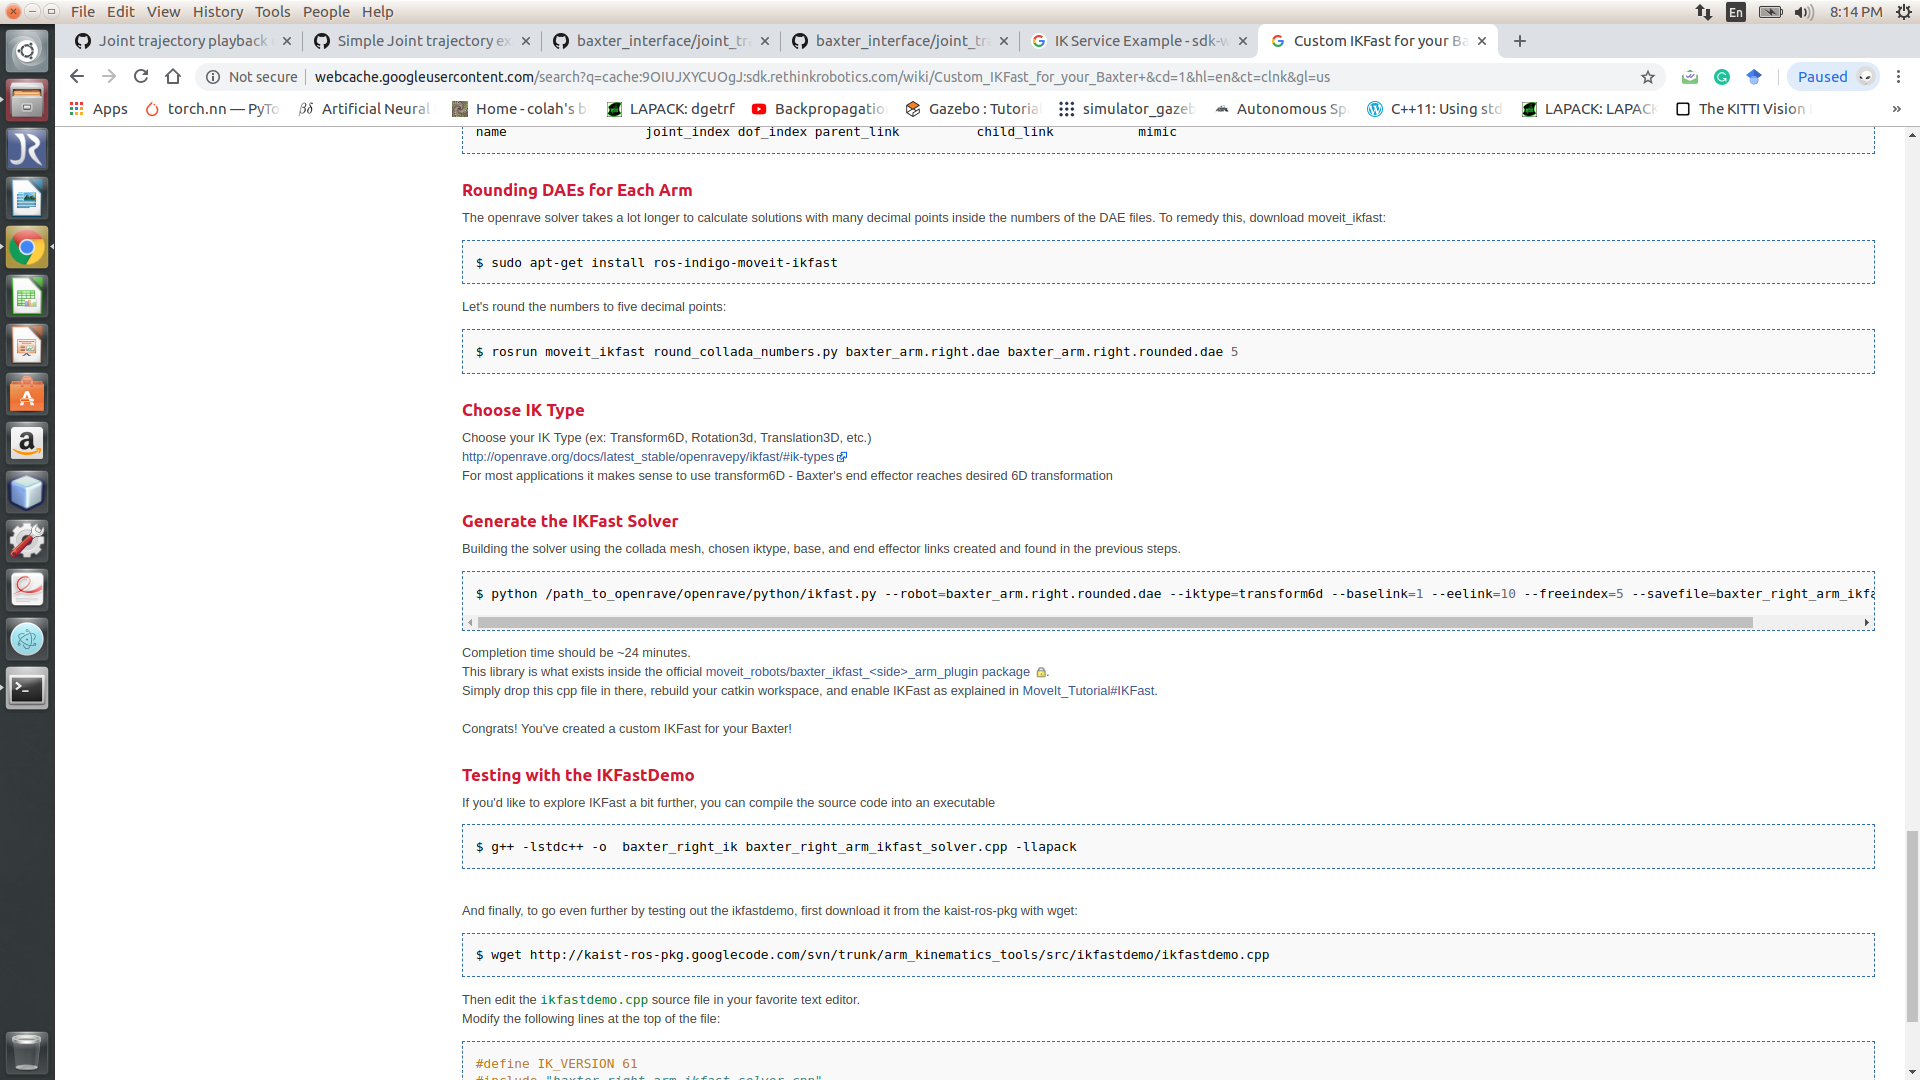 File Edit View History Tools People Help
En 8:14 PM
Joint trajectory playback
Simple Joint trajectory ex
baxter_interface/joint_tra
baxter_interface/joint_tr
IK Service Example - sdk-w
Custom IKFast for your Ba
Not secure webcache.googleusercontent.com/search?q=cache:9OIUJXYCUOgJ:sdk.rethinkrobotics.com/wiki/Custom_IKFast_for_your_Baxter+&cd=1&hl=en&ct=clnk&gl=us Paused
Apps torch.nn — PyTo Artificial Neural Home - colah's b LAPACK: dgetrf Backpropagatio Gazebo : Tutorial simulator_gazeb Autonomous Sp C++11: Using std LAPACK: LAPACK The KITTI Vision »
name joint_index dof_index parent_link child_link mimic
Rounding DAEs for Each Arm
The openrave solver takes a lot longer to calculate solutions with many decimal points inside the numbers of the DAE files. To remedy this, download moveit_ikfast:
$ sudo apt-get install ros-indigo-moveit-ikfast
Let's round the numbers to five decimal points:
$ rosrun moveit_ikfast round_collada_numbers.py baxter_arm.right.dae baxter_arm.right.rounded.dae 5
Choose IK Type
Choose your IK Type (ex: Transform6D, Rotation3d, Translation3D, etc.)
http://openrave.org/docs/latest_stable/openravepy/ikfast/#ik-types
For most applications it makes sense to use transform6D - Baxter's end effector reaches desired 6D transformation
Generate the IKFast Solver
Building the solver using the collada mesh, chosen iktype, base, and end effector links created and found in the previous steps.
$ python /path_to_openrave/openrave/python/ikfast.py --robot=baxter_arm.right.rounded.dae --iktype=transform6d --baselink=1 --eelink=10 --freeindex=5 --savefile=baxter_right_arm_ikfa
Completion time should be ~24 minutes.
This library is what exists inside the official moveit_robots/baxter_ikfast_<side>_arm_plugin package .
Simply drop this cpp file in there, rebuild your catkin workspace, and enable IKFast as explained in MoveIt_Tutorial#IKFast.
Congrats! You've created a custom IKFast for your Baxter!
Testing with the IKFastDemo
If you'd like to explore IKFast a bit further, you can compile the source code into an executable
$ g++ -lstdc++ -o  baxter_right_ik baxter_right_arm_ikfast_solver.cpp -llapack
And finally, to go even further by testing out the ikfastdemo, first download it from the kaist-ros-pkg with wget:
$ wget http://kaist-ros-pkg.googlecode.com/svn/trunk/arm_kinematics_tools/src/ikfastdemo/ikfastdemo.cpp
Then edit the ikfastdemo.cpp source file in your favorite text editor.
Modify the following lines at the top of the file:
#define IK_VERSION 61
#include "baxter_right_arm_ikfast_solver.cpp"